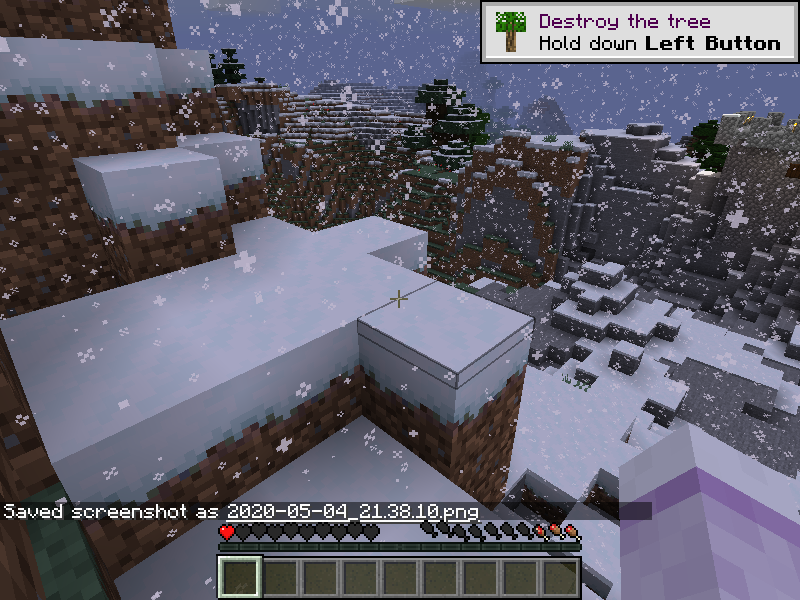 Destroy the tree
Hold down Left Button
Saved screenshot as 2020-05-04_21.38.10.png